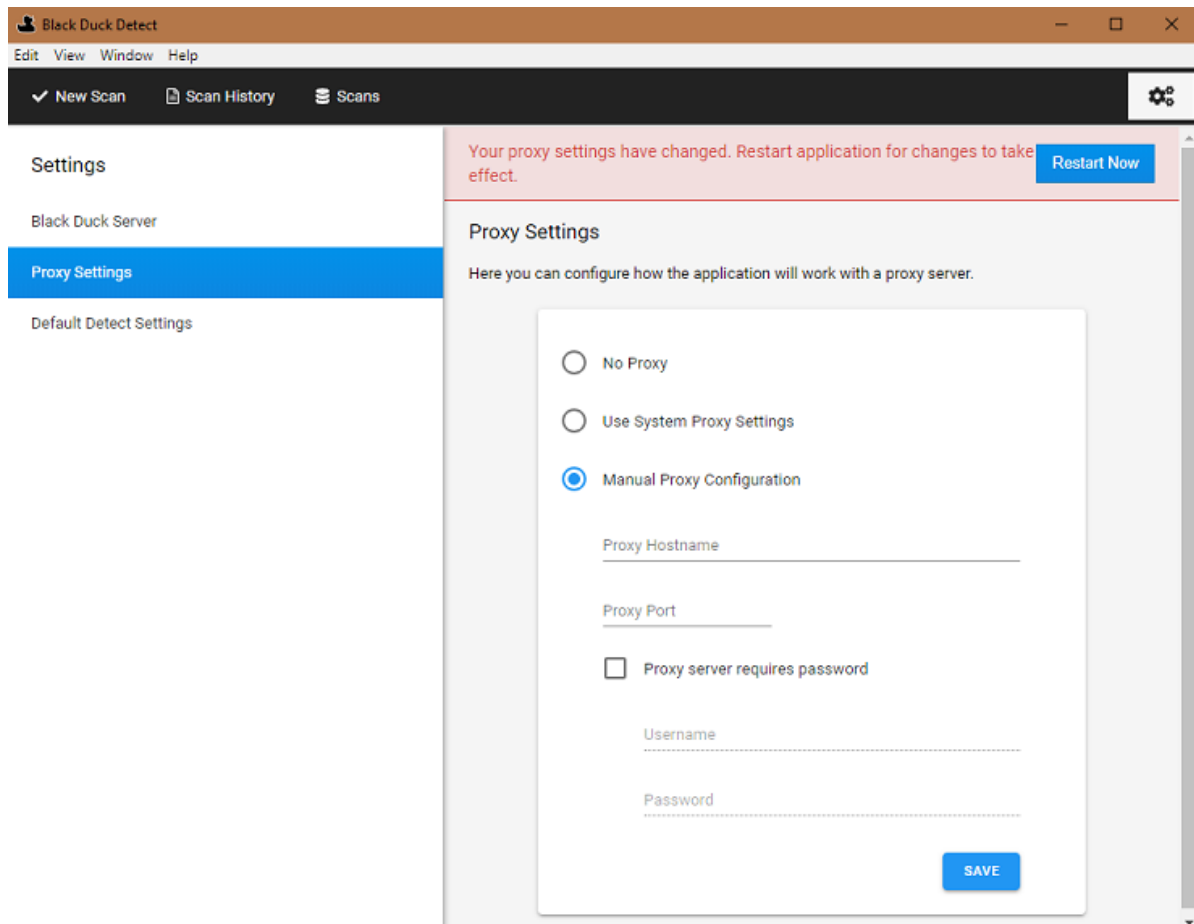 Black Duck Detect
Edit View Window Help
New Scan Scan History Scans
Settings
Black Duck Server
Proxy Settings
Default Detect Settings
Your proxy settings have changed. Restart application for changes to take
effect.
Restart Now
Proxy Settings
Here you can configure how the application will work with a proxy server.
No Proxy
Use System Proxy Settings
Manual Proxy Configuration
Proxy Hostname
Proxy Port
Proxy server requires password
Username
Password
SAVE